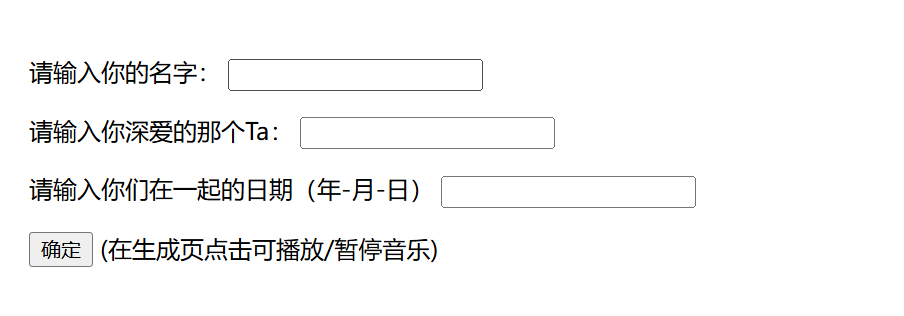 请输入你的名字：
请输入你深爱的那个Ta：
请输入你们在一起的日期（年-月-日）
确定 (在生成页点击可播放/暂停音乐)